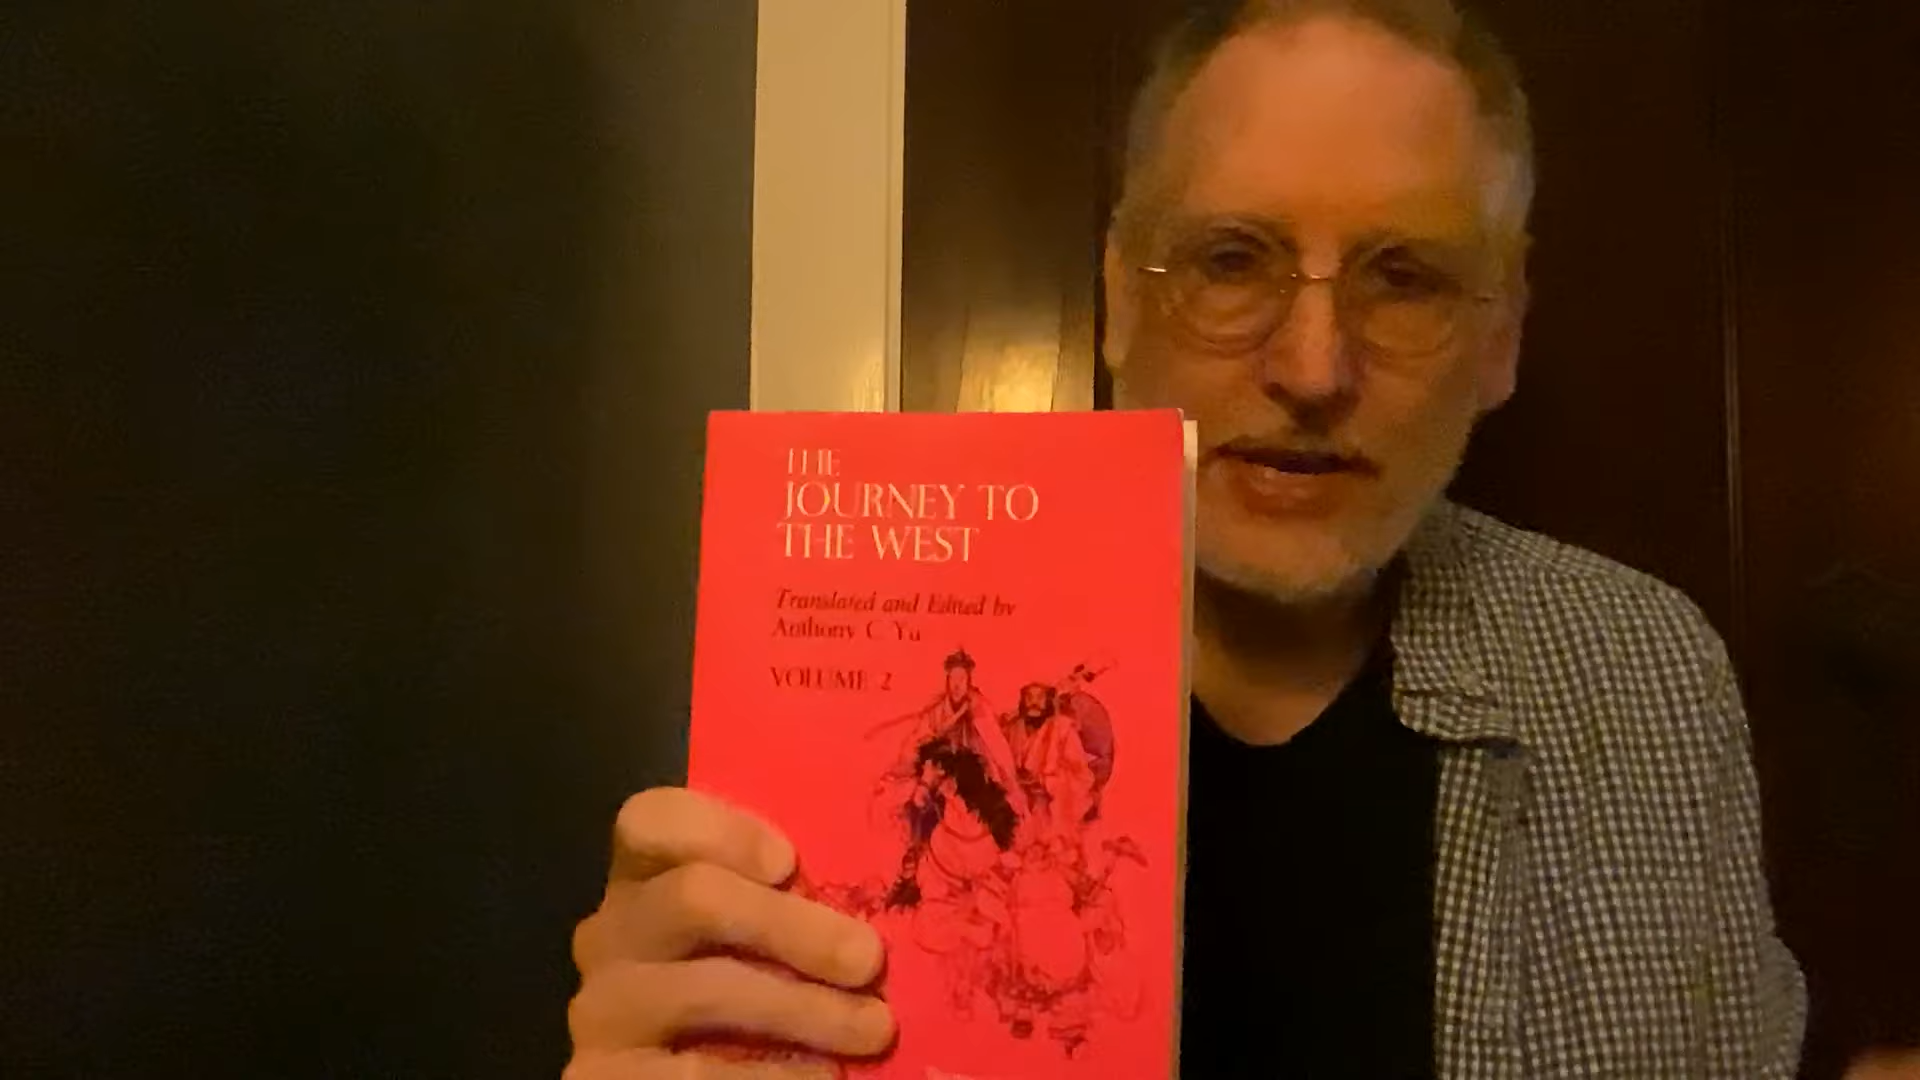 THE
JOURNEY TO
THE WEST
Translated and Edited by
Anthony C Yu
VOLUME 2